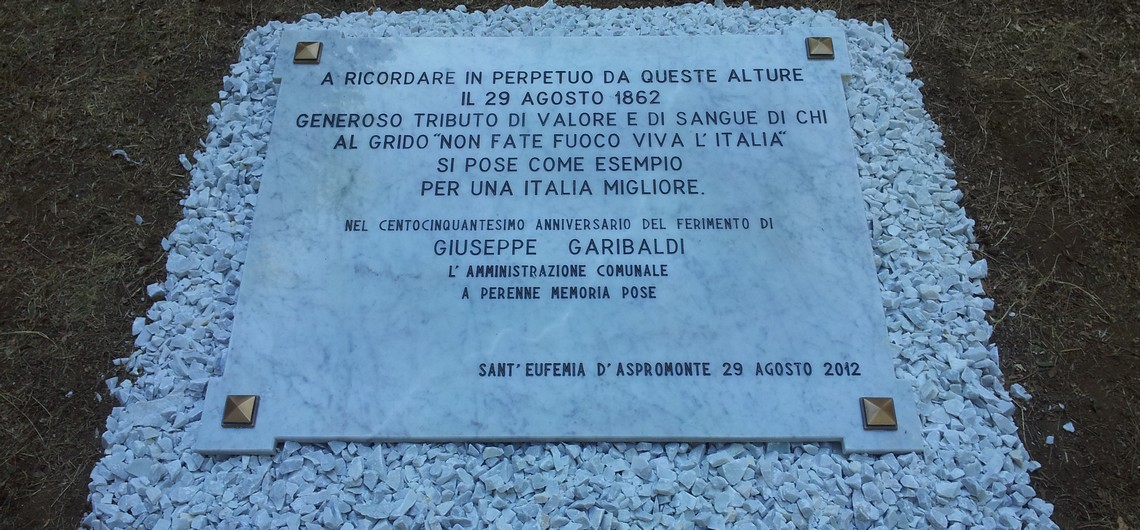 A RICORDARE IN PERPETUO DA QUESTE ALTURE
IL 29 AGOSTO 1862
GENEROSO TRIBUTO DI VALORE E DI SANGUE DI CHI
AL GRIDO "NON FATE FUOCO VIVA L'ITALIA"
SI POSE COME ESEMPIO
PER UNA ITALIA MIGLIORE.
NEL CENTOCINQUANTESIMO ANNIVERSARIO DEL FERIMENTO DI
GIUSEPPE GARIBALDI
L'AMMINISTRAZIONE COMUNALE
A PERENNE MEMORIA POSE
SANT'EUFEMIA D'ASPROMONTE 29 AGOSTO 2012